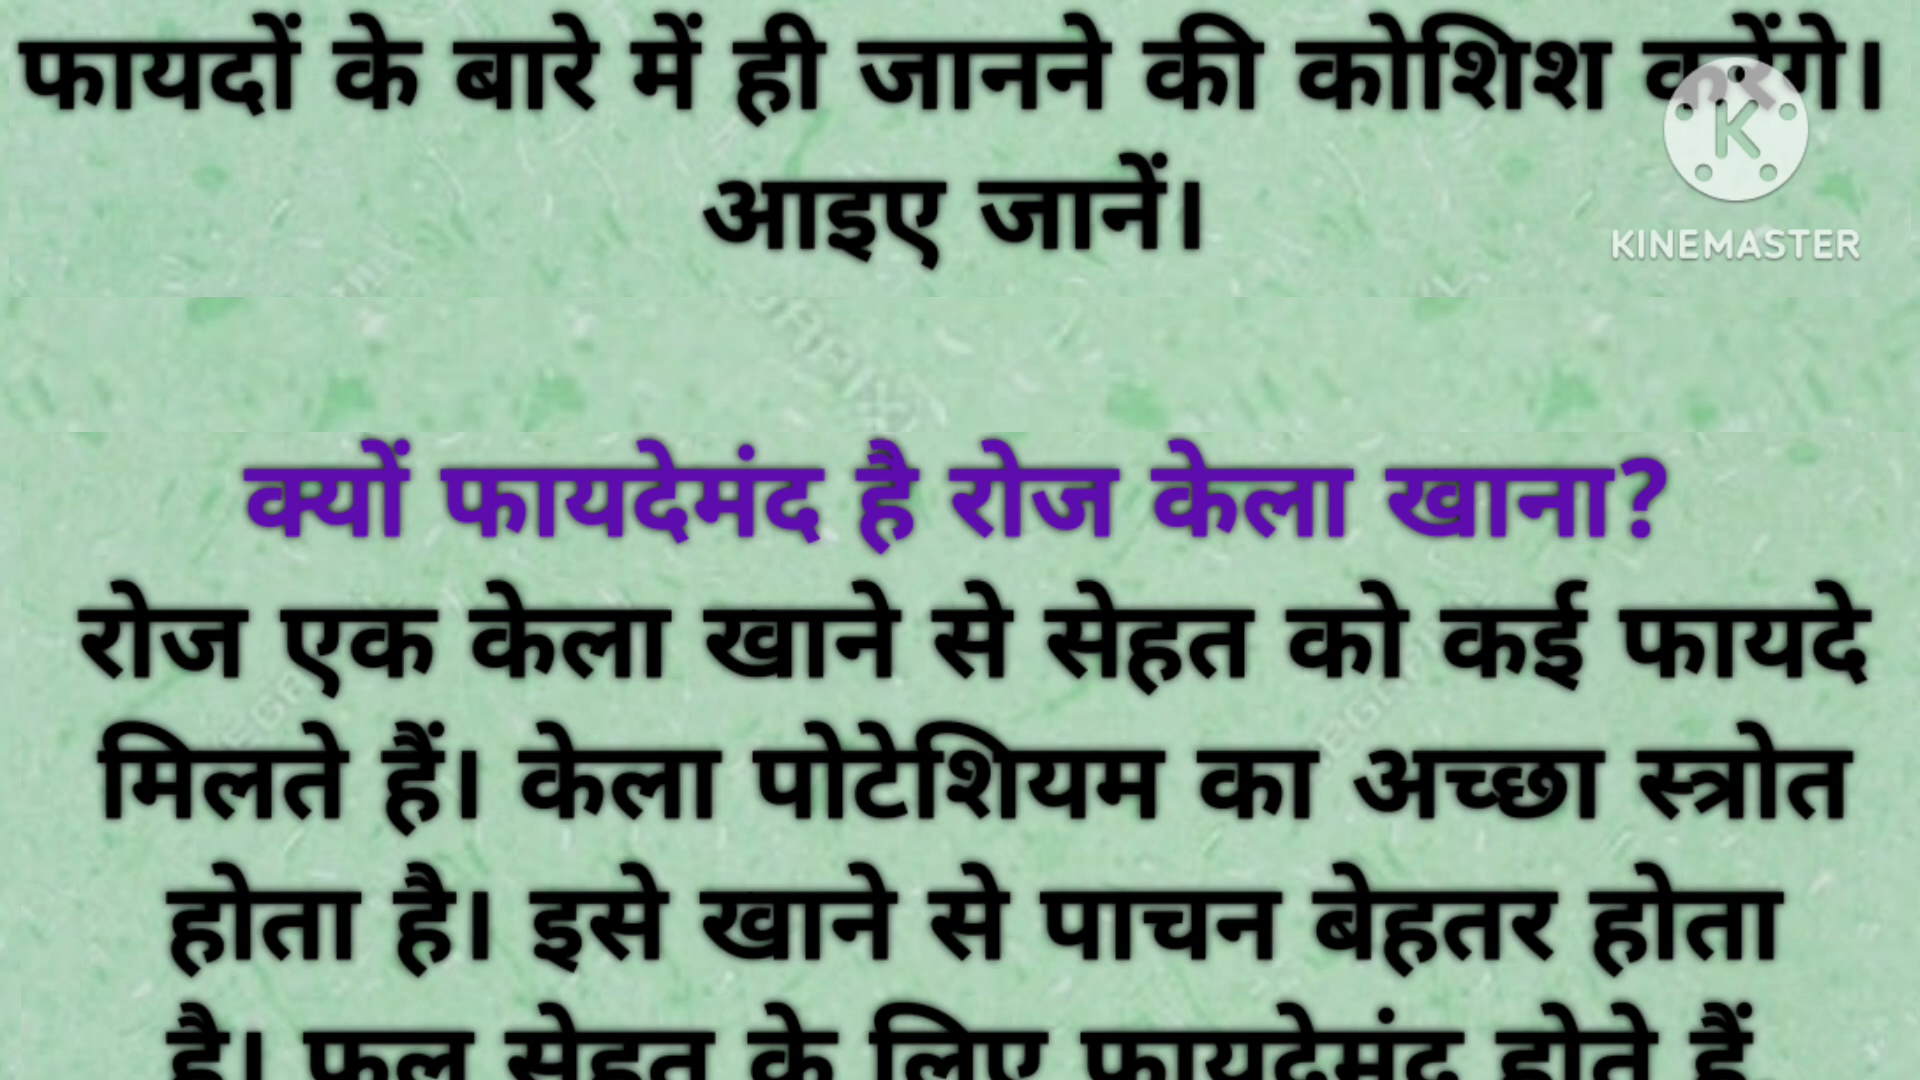 फायदों के बारे में ही जानने की कोशिश करेंगे।
आइए जानें।
KINEMASTER
क्यों फायदेमंद है रोज केला खाना?
रोज एक केला खाने से सेहत को कई फायदे
मिलते हैं। केला पोटेशियम का अच्छा स्त्रोत
होता है। इसे खाने से पाचन बेहतर होता
है। फल सेहत के लिए फायदेमंद होते हैं